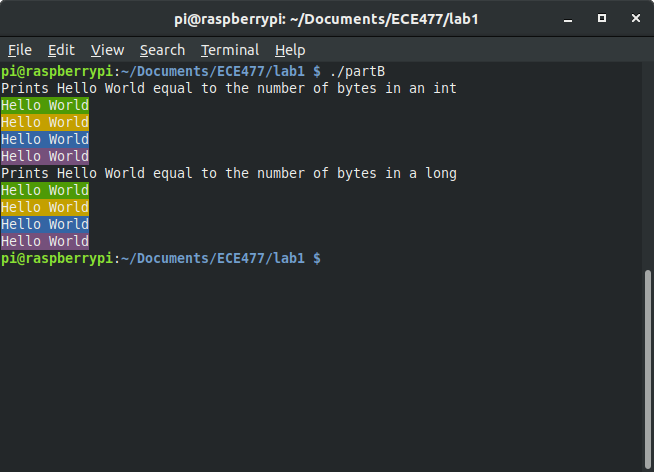 pi@raspberrypi: ~/Documents/ECE477/lab1
File Edit View Search Terminal Help
pi@raspberrypi:~/Documents/ECE477/lab1 $ ./partB
Prints Hello World equal to the number of bytes in an int
Hello World
Hello World
Hello World
Hello World
Prints Hello World equal to the number of bytes in a long
Hello World
Hello World
Hello World
Hello World
pi@raspberrypi:~/Documents/ECE477/lab1 $